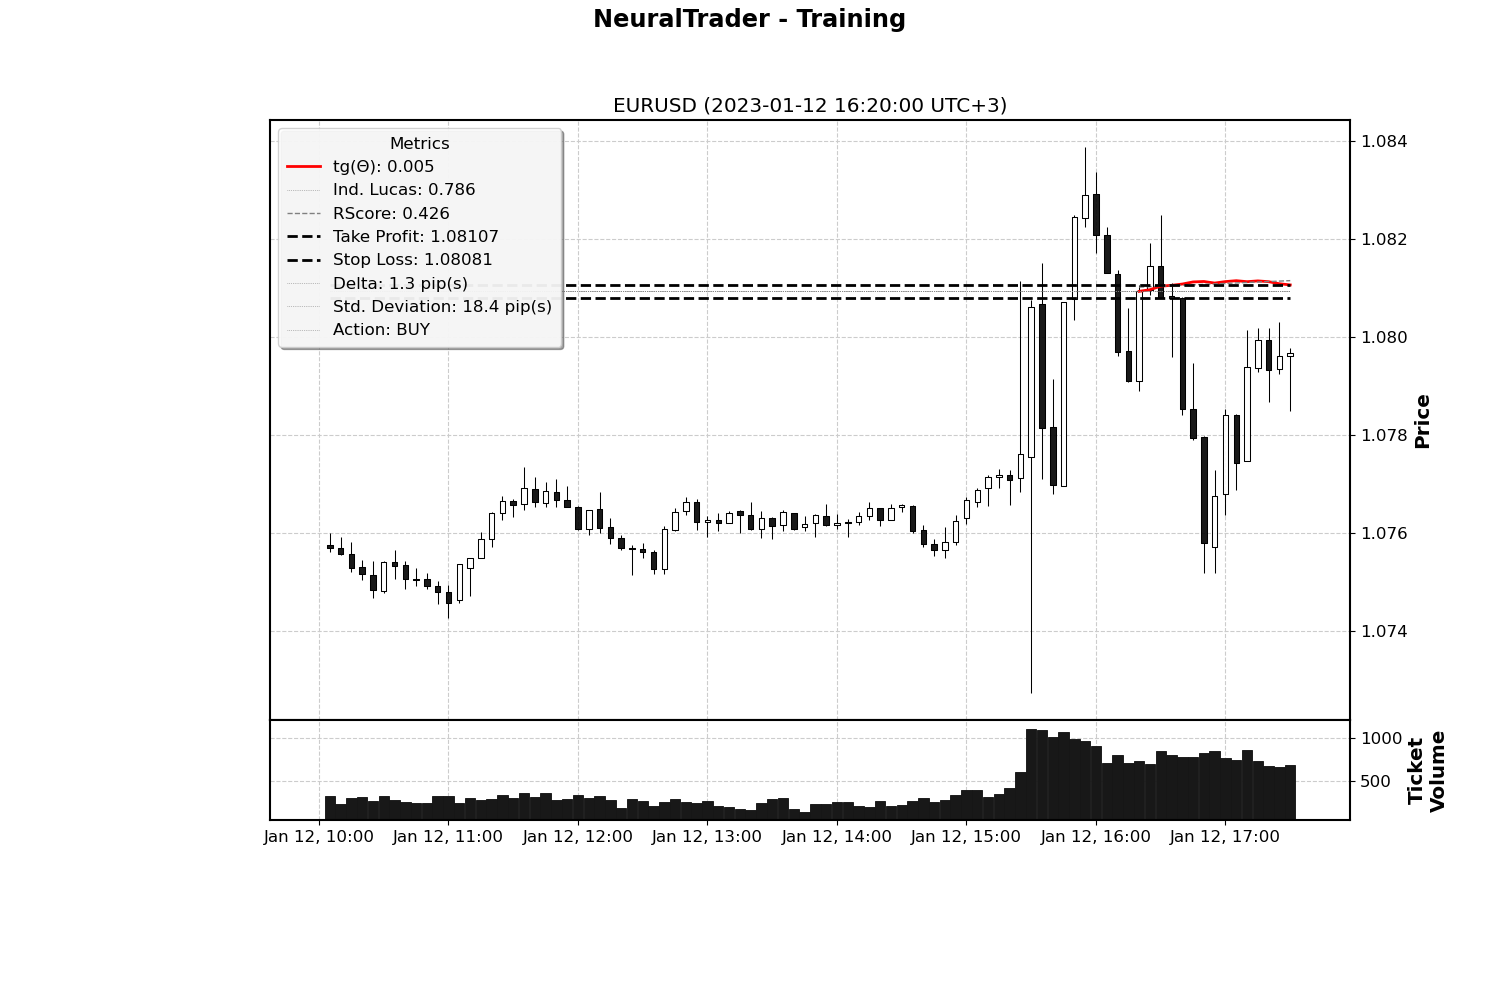 NeuralTrader - Training
EURUSD (2023-01-12 16:20:00 UTC+3)
Metrics
tg(Θ): 0.005
Ind. Lucas: 0.786
RScore: 0.426
Take Profit: 1.08107
Stop Loss: 1.08081
Delta: 1.3 pip(s)
Std. Deviation: 18.4 pip(s)
Action: BUY
1.084
1.082
1.080
1.078
1.076
1.074
Price
1000
500
Ticket
Volume
Jan 12, 10:00 Jan 12, 11:00 Jan 12, 12:00 Jan 12, 13:00 Jan 12, 14:00 Jan 12, 15:00 Jan 12, 16:00 Jan 12, 17:00